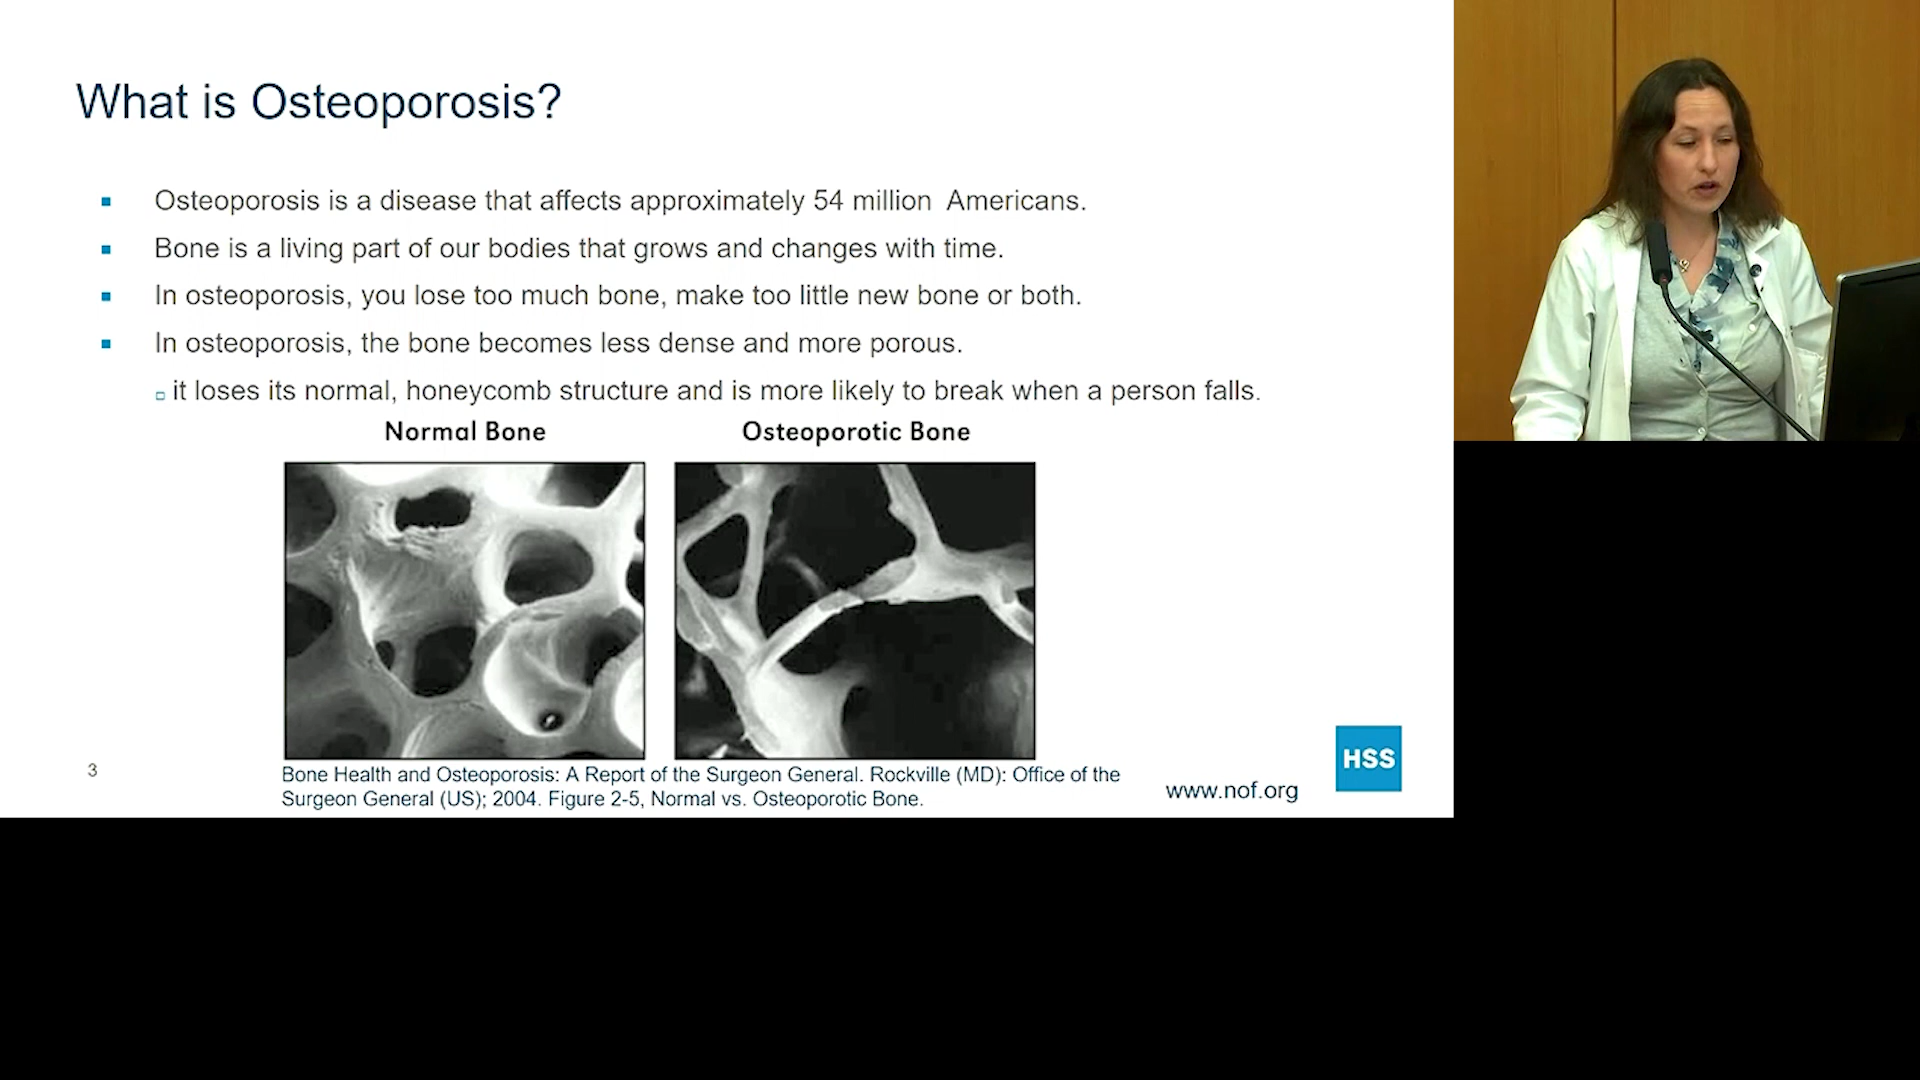 What is Osteoporosis?
Osteoporosis is a disease that affects approximately 54 million Americans.
Bone is a living part of our bodies that grows and changes with time.
In osteoporosis, you lose too much bone, make too little new bone or both.
In osteoporosis, the bone becomes less dense and more porous.
it loses its normal, honeycomb structure and is more likely to break when a person falls.
Normal Bone
Osteoporotic Bone
Bone Health and Osteoporosis: A Report of the Surgeon General. Rockville (MD): Office of the
Surgeon General (US); 2004. Figure 2-5, Normal vs. Osteoporotic Bone.
3
www.nof.org
HSS